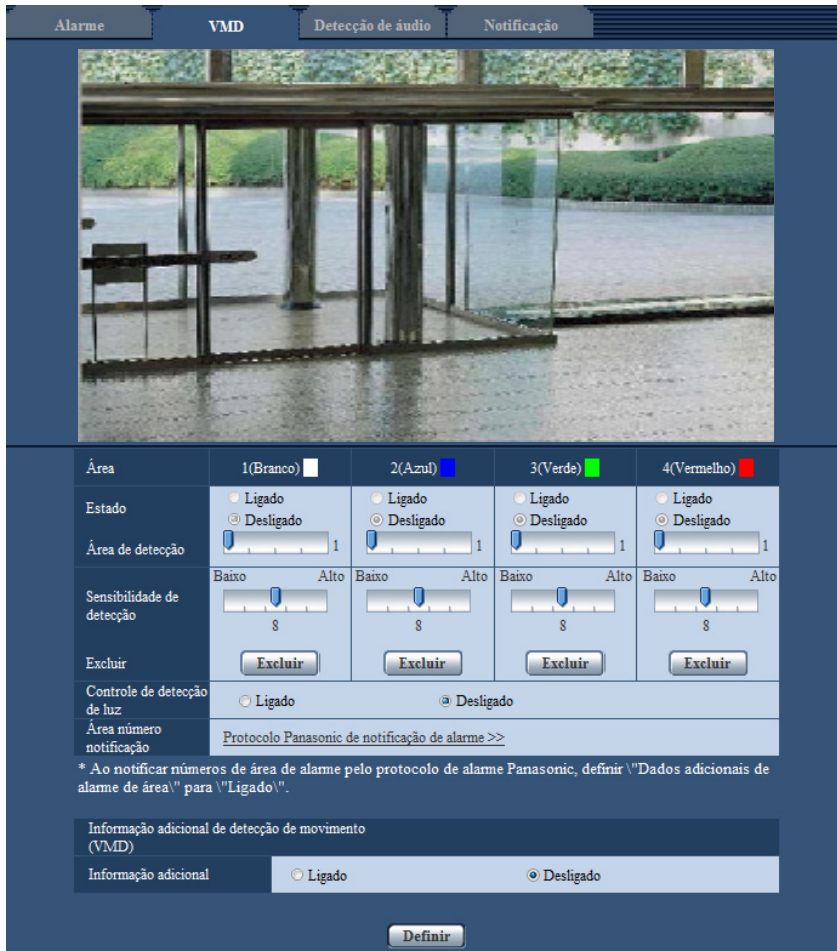 Alarme VMD Detecção de áudio Notificação
Área 1(Branco) 2(Azul) 3(Verde) 4(Vermelho)
Estado
Ligado Ligado Ligado Ligado
Desligado Desligado Desligado Desligado
Área de detecção 1 1 1 1
Baixo Alto Baixo Alto Baixo Alto Baixo Alto
Sensibilidade de
detecção
8 8 8 8
Excluir Excluir Excluir Excluir Excluir
Controle de detecção
de luz
Ligado Desligado
Área número
notificação
Protocolo Panasonic de notificação de alarme >>
* Ao notificar números de área de alarme pelo protocolo de alarme Panasonic, definir \"Dados adicionais de
alarme de área\" para \"Ligado\".
Informação adicional de detecção de movimento
(VMD)
Informação adicional Ligado Desligado
Definir